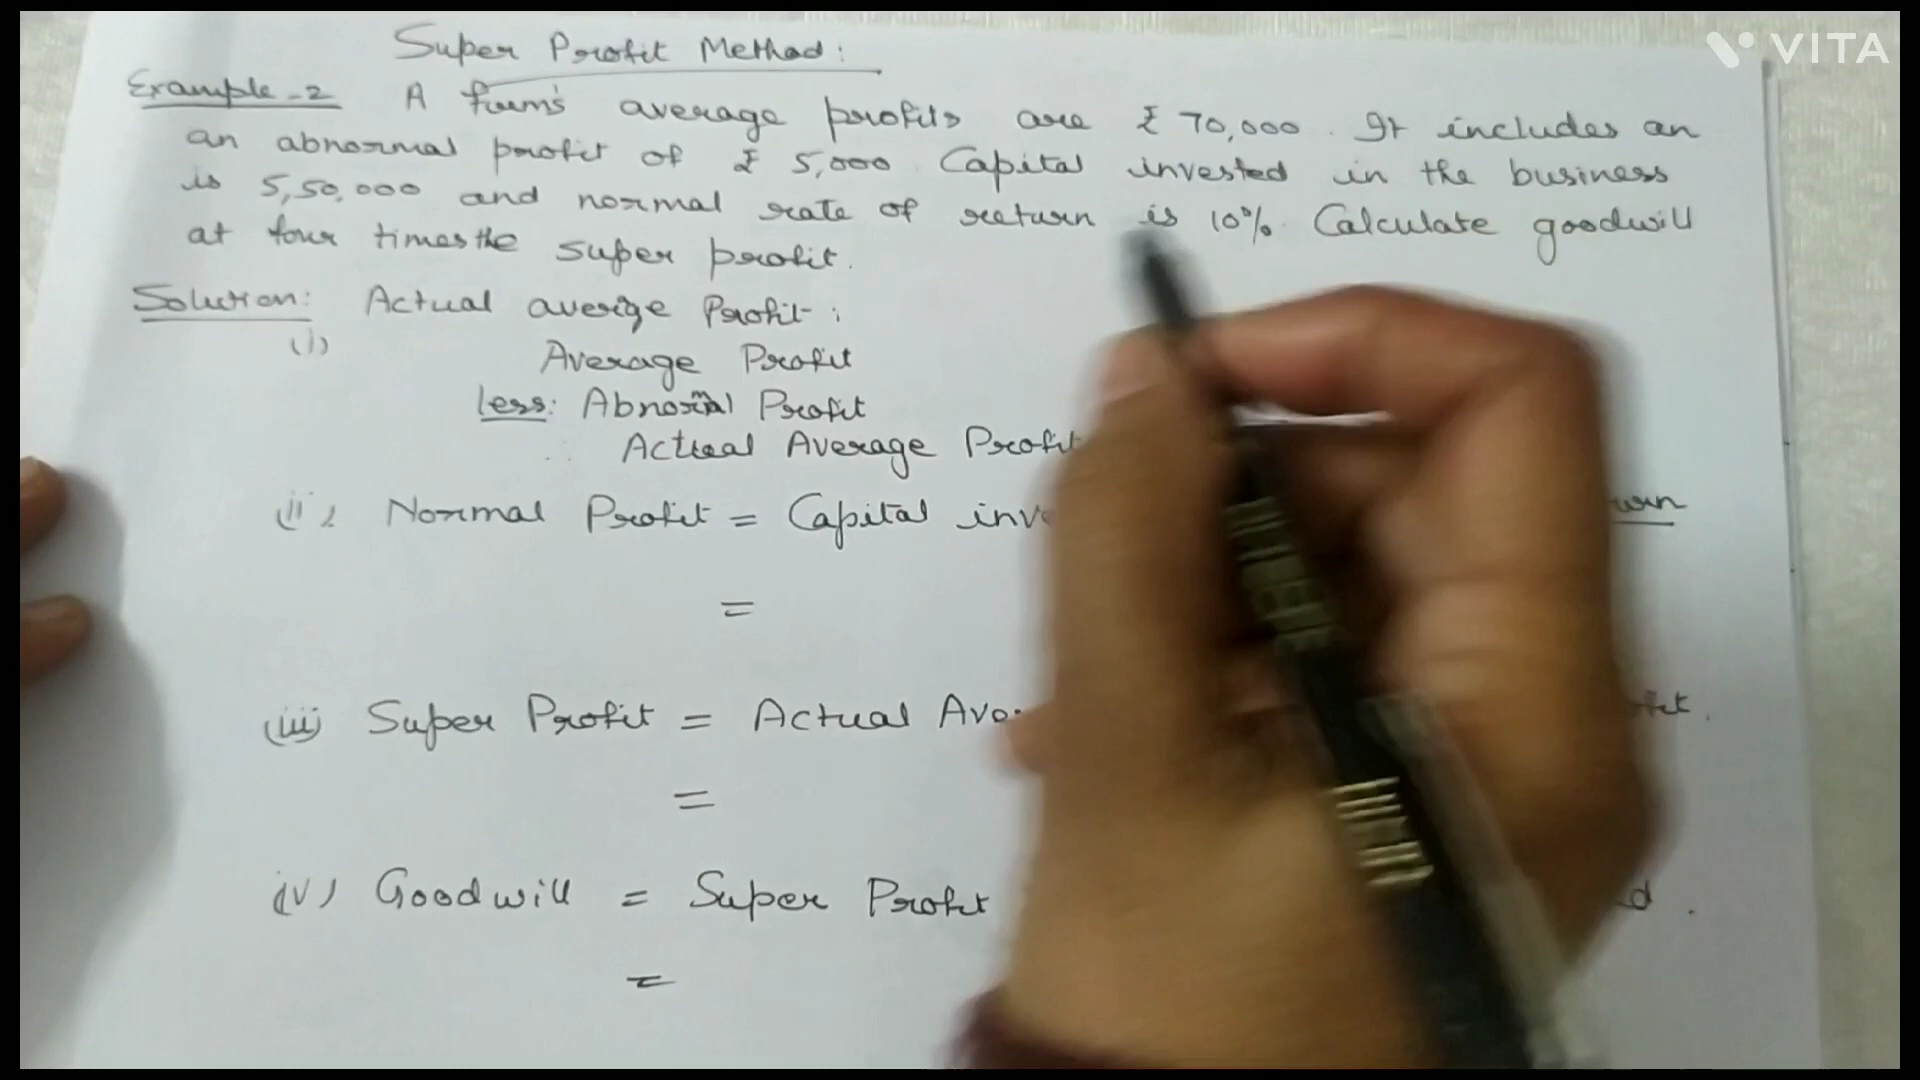 VITA
Super Profit Method:
Example-2 A firm's average profits are ₹ 70,000. It includes an
an abnormal profit of ₹ 5,000. Capital invested in the business
is 5,50,000 and normal rate of return is 10%. Calculate goodwill
at four times the super profit.
Solution: Actual average Profit:
(i)
Average Profit
less: Abnormal Profit
Actual Average Profit
(ii) Normal Profit = Capital inv
=
(iii) Super Profit = Actual Ave
=
(iv) Goodwill = Super Profit
=